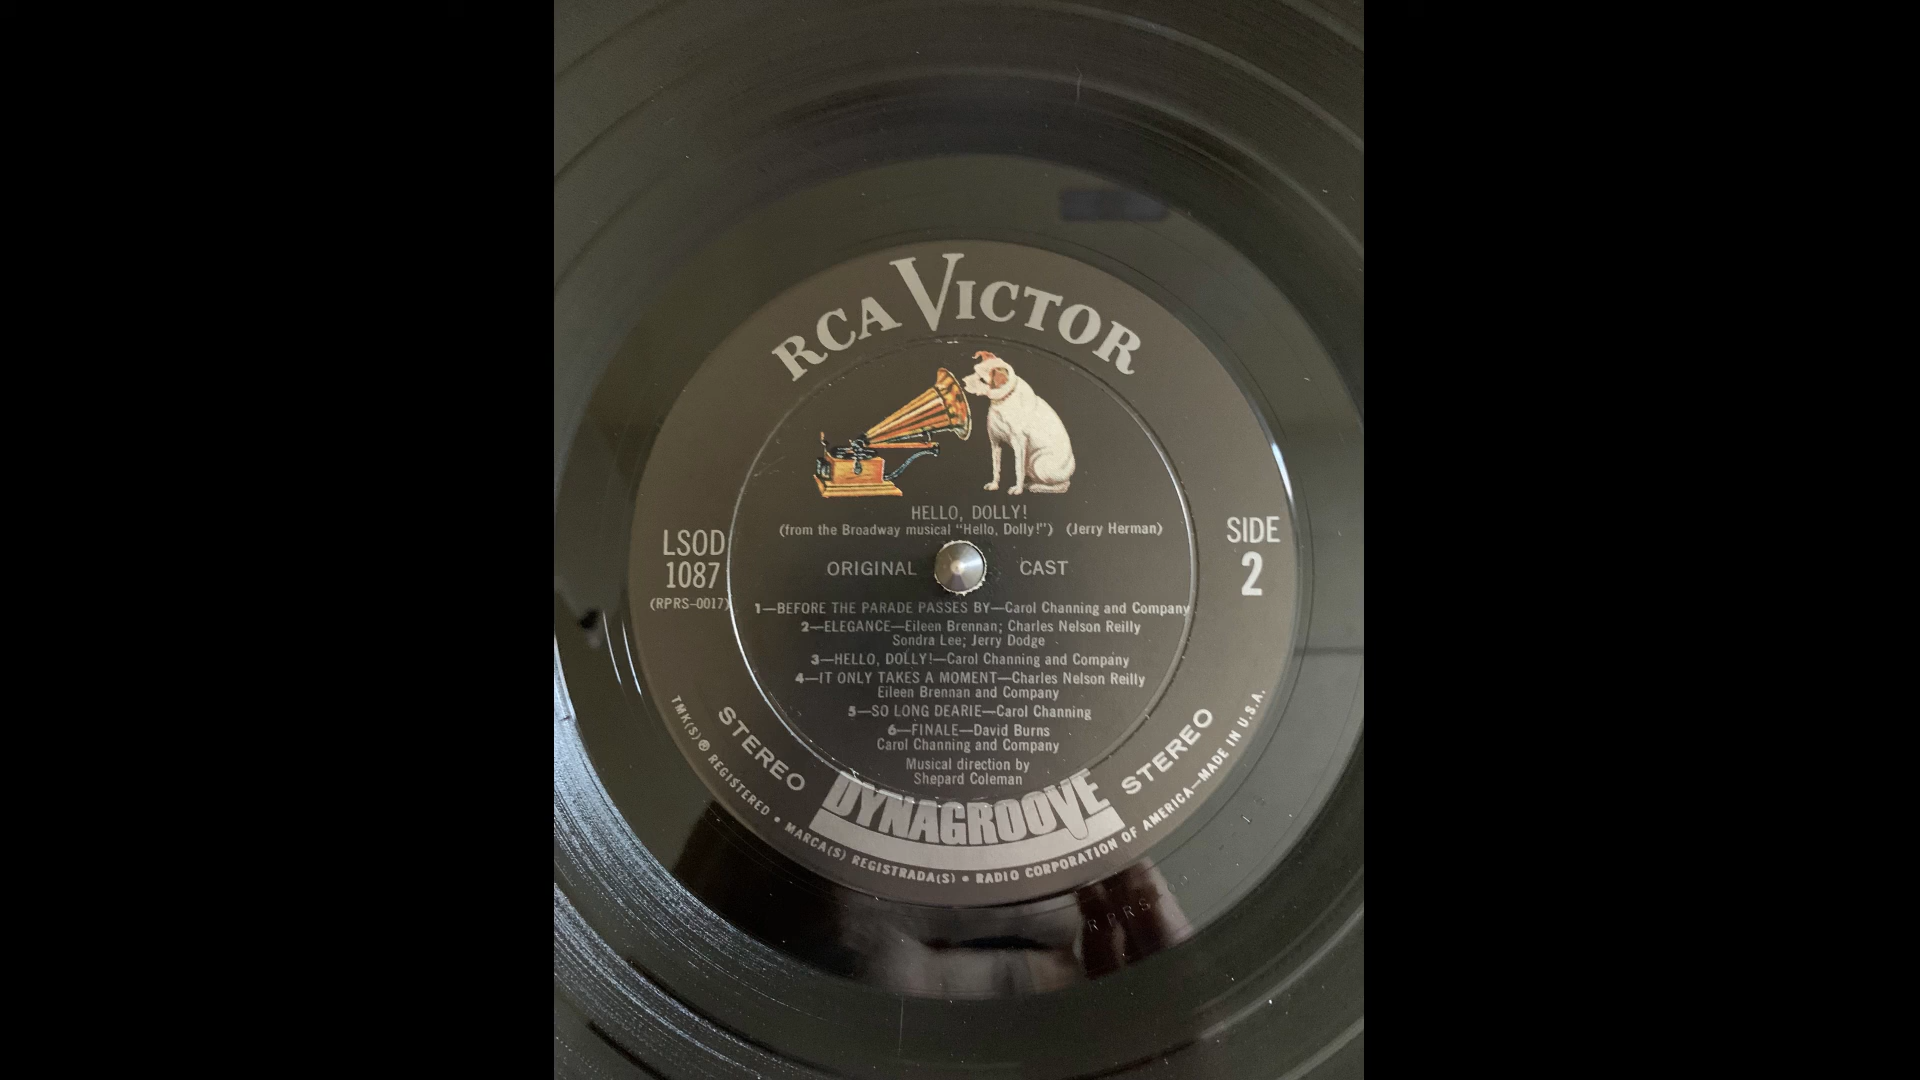 RCA VICTOR
HELLO, DOLLY!
(from the Broadway musical "Hello, Dolly!") (Jerry Herman)
LSOD
1087
(RPRS-0017)
SIDE
2
ORIGINAL CAST
1—BEFORE THE PARADE PASSES BY—Carol Channing and Company
2—ELEGANCE—Eileen Brennan; Charles Nelson Reilly
Sondra Lee; Jerry Dodge
3—HELLO, DOLLY!—Carol Channing and Company
4—IT ONLY TAKES A MOMENT—Charles Nelson Reilly
Eileen Brennan and Company
5—SO LONG DEARIE—Carol Channing
6—FINALE—David Burns
Carol Channing and Company
Musical direction by
Shepard Coleman
STEREO DYNAGROOVE STEREO
TMK(S) ® REGISTERED • MARCA(S) REGISTRADA(S) • RADIO CORPORATION OF AMERICA—MADE IN U.S.A.
RPRS